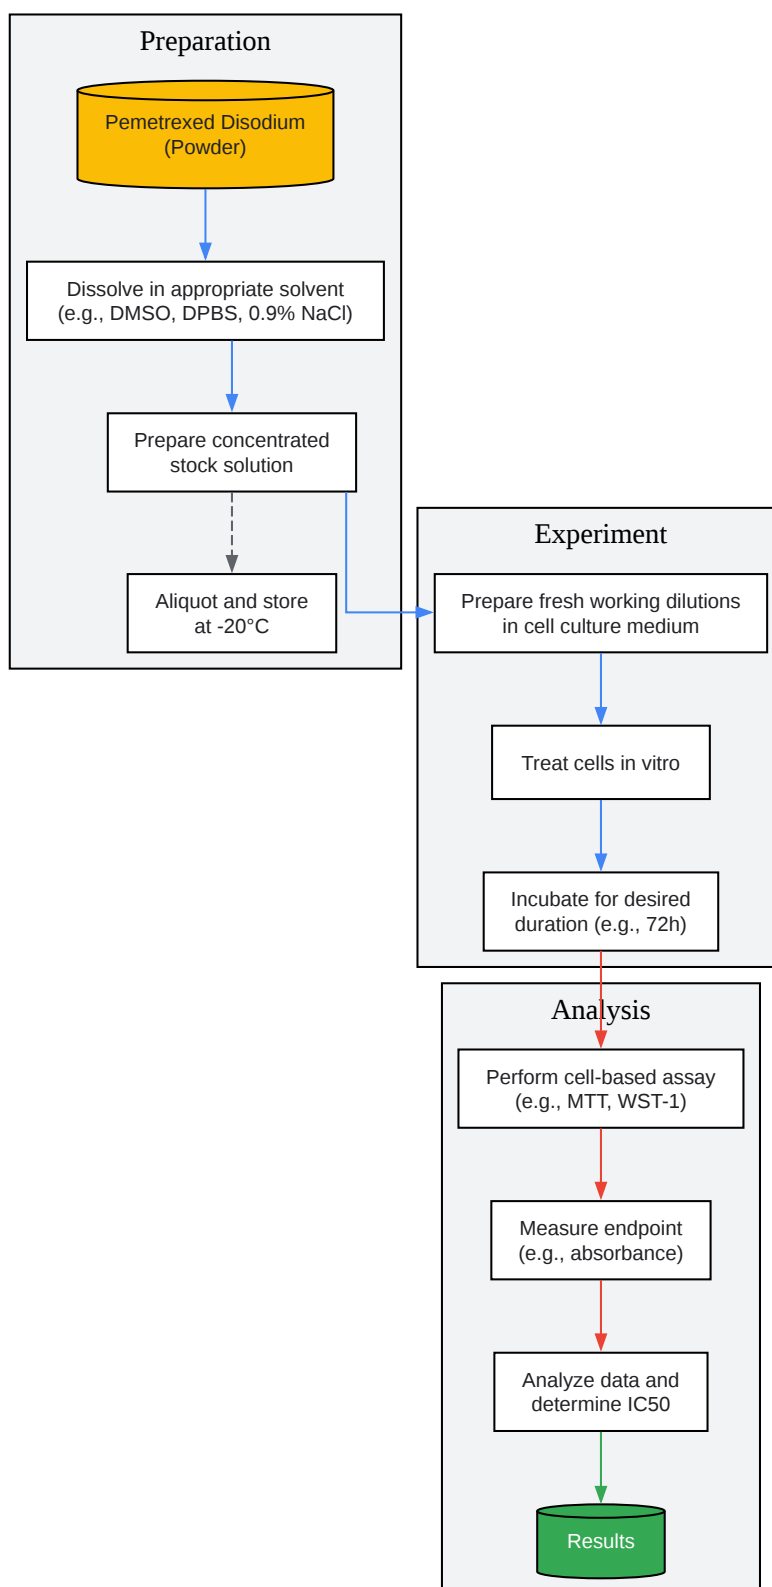 Preparation
Pemetrexed Disodium
(Powder)
Dissolve in appropriate solvent
(e.g., DMSO, DPBS, 0.9% NaCl)
Prepare concentrated
stock solution
Aliquot and store
at -20°C
Experiment
Prepare fresh working dilutions
in cell culture medium
Treat cells in vitro
Incubate for desired
duration (e.g., 72h)
Analysis
Perform cell-based assay
(e.g., MTT, WST-1)
Measure endpoint
(e.g., absorbance)
Analyze data and
determine IC50
Results